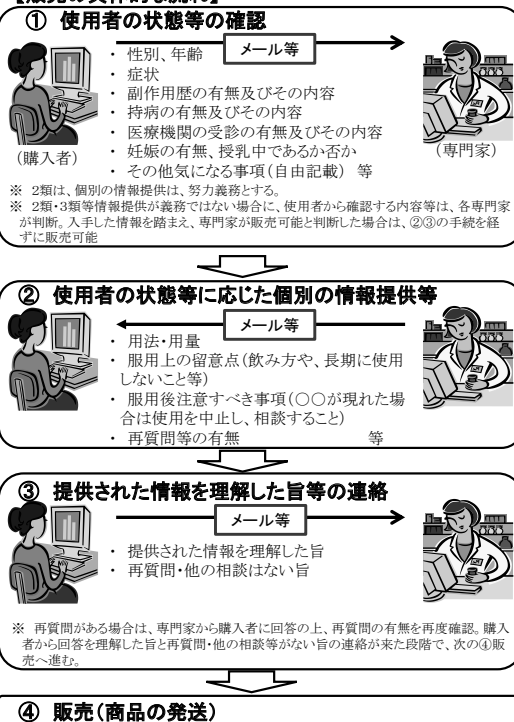 ① 使用者の状態等の確認
メール等
・ 性別、年齢
・ 症状
・ 副作用歴の有無及びその内容
・ 持病の有無及びその内容
・ 医療機関の受診の有無及びその内容
・ 妊娠の有無、授乳中であるか否か
・ その他気になる事項(自由記載) 等
(購入者)
(専門家)
※ 2類は、個別の情報提供は、努力義務とする。
※ 2類・3類等情報提供が義務ではない場合に、使用者から確認する内容等は、各専門家
が判断。入手した情報を踏まえ、専門家が販売可能と判断した場合は、②③の手続を経
ずに販売可能
② 使用者の状態等に応じた個別の情報提供等
メール等
・ 用法・用量
・ 服用上の留意点(飲み方や、長期に使用
しないこと等)
・ 服用後注意すべき事項(○○が現れた場
合は使用を中止し、相談すること)
・ 再質問等の有無 等
③ 提供された情報を理解した旨等の連絡
メール等
・ 提供された情報を理解した旨
・ 再質問・他の相談はない旨
※ 再質問がある場合は、専門家から購入者に回答の上、再質問の有無を再度確認。購入
者から回答を理解した旨と再質問・他の相談等がない旨の連絡が来た段階で、次の④販
売へ進む。
④ 販売(商品の発送)